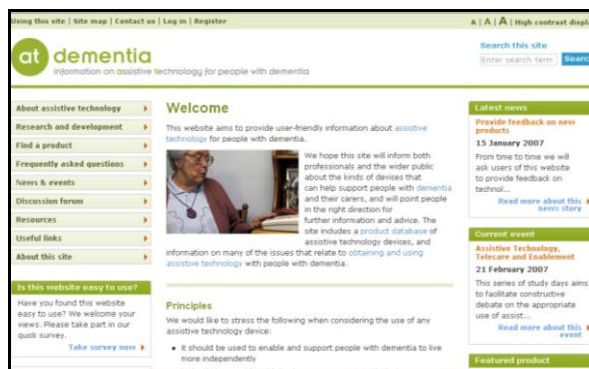 Using this site | Site map | Contact us | Log in | Register
A | A | A | High contrast displa
at dementia
information on assistive technology for people with dementia
Search this site
Enter search term
Searc
About assistive technology
Research and development
Find a product
Frequently asked questions
News & events
Discussion forum
Resources
Useful links
About this site
Is this website easy to use?
Have you found this website
easy to use? We welcome your
views. Please take part in our
quick survey.
Take survey now
Welcome
This website aims to provide user-friendly information about assistive
technology for people with dementia.
We hope this site will inform both
professionals and the wider public
about the kinds of devices that
can help support people with dementia
and their carers, and will point people
in the right direction for
further information and advice. The
site includes a product database of
assistive technology devices, and
information on many of the issues that relate to obtaining and using
assistive technology with people with dementia.
Principles
We would like to stress the following when considering the use of any
assistive technology device:
• it should be used to enable and support people with dementia to live
more independently
Latest news
Provide feedback on new
products
15 January 2007
From time to time we will
ask users of this website
to provide feedback on
technol...
Read more about this
news story
Current event
Assistive Technology,
Telecare and Enablement
21 February 2007
This series of study days aims
to facilitate constructive
debate on the appropriate
use of assist...
Read more about this
event
Featured product